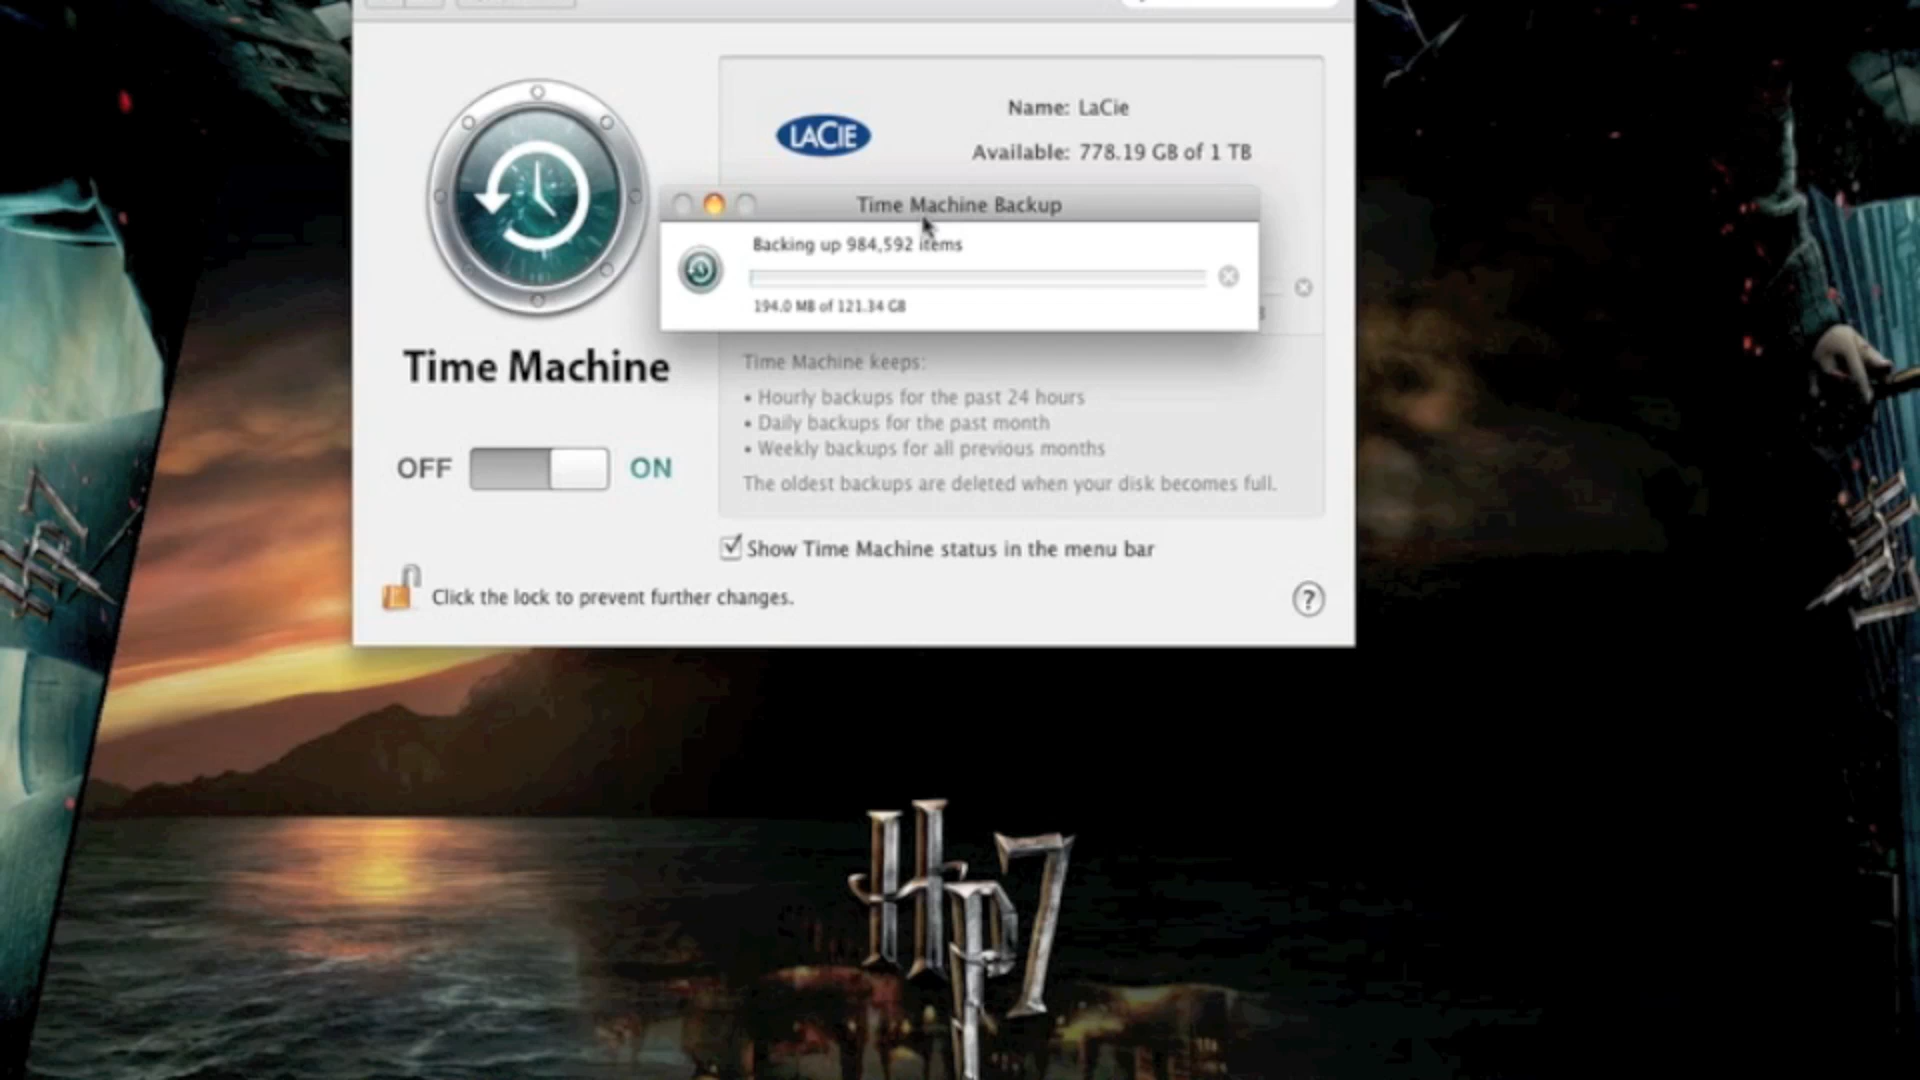 LACIE
Name: LaCie
Available: 778.19 GB of 1 TB
Time Machine Backup
Backing up 984,592 items
194.0 MB of 121.34 GB
Time Machine
Time Machine keeps:
• Hourly backups for the past 24 hours
• Daily backups for the past month
• Weekly backups for all previous months
The oldest backups are deleted when your disk becomes full.
OFF ON
Show Time Machine status in the menu bar
Click the lock to prevent further changes.
?
Hp7